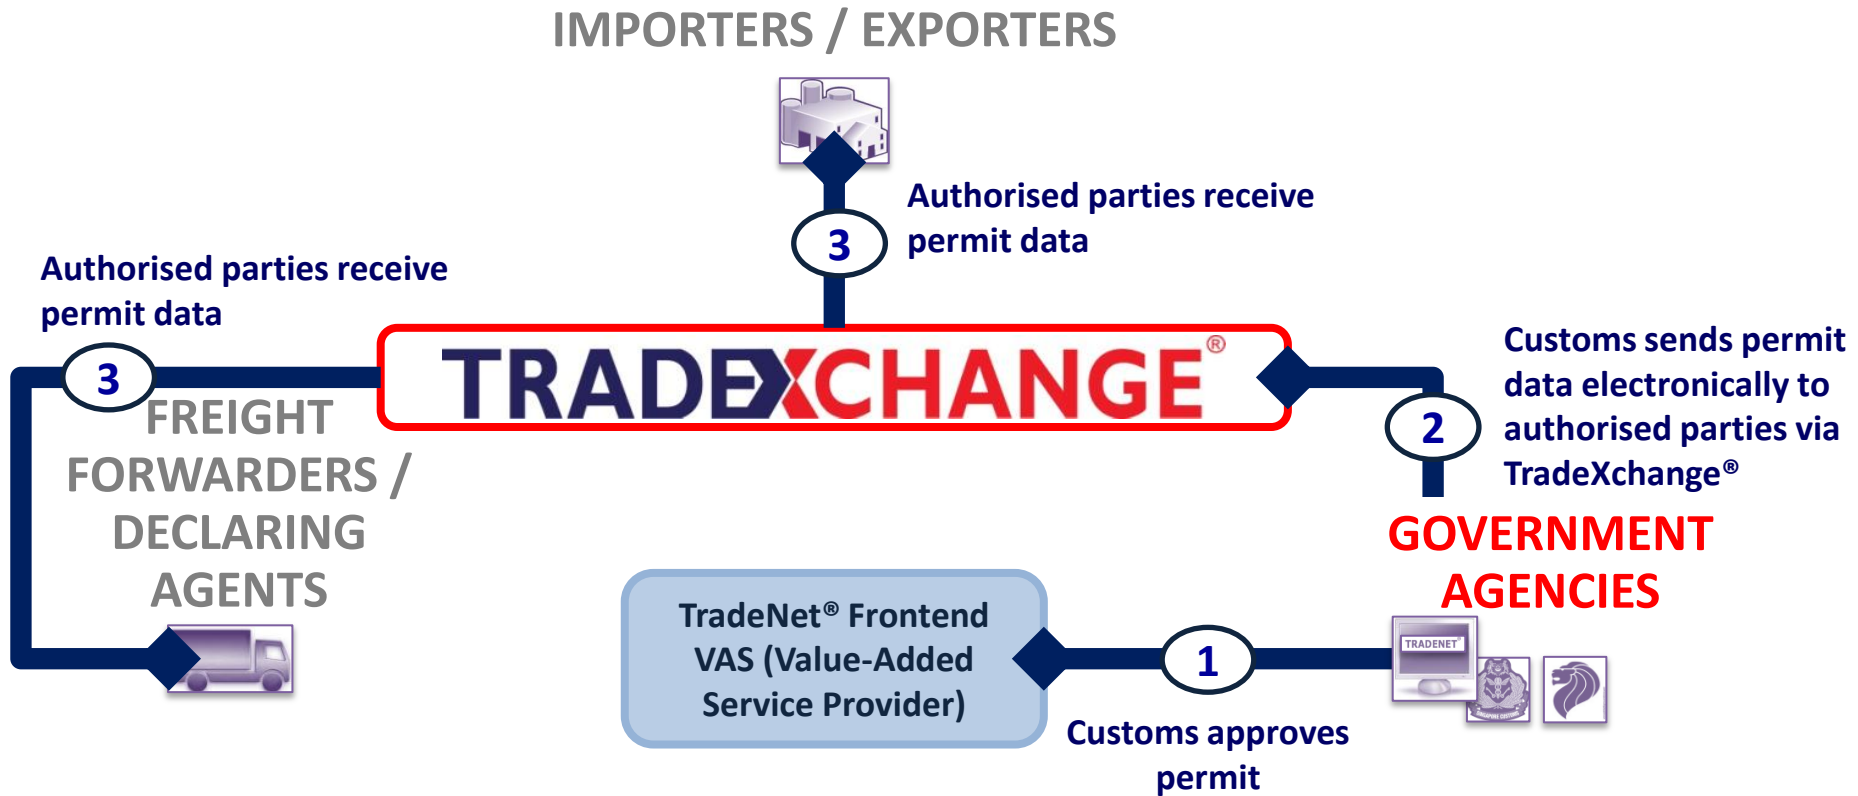 IMPORTERS / EXPORTERS
Authorised parties receive
permit data
3
Authorised parties receive
permit data
3
TRADEXCHANGE®
Customs sends permit
data electronically to
authorised parties via
TradeXchange®
2
FREIGHT
FORWARDERS /
DECLARING
AGENTS
GOVERNMENT
AGENCIES
TradeNet® Frontend
VAS (Value-Added
Service Provider)
1
TRADENET®
SINGAPORE CUSTOMS
Customs approves
permit